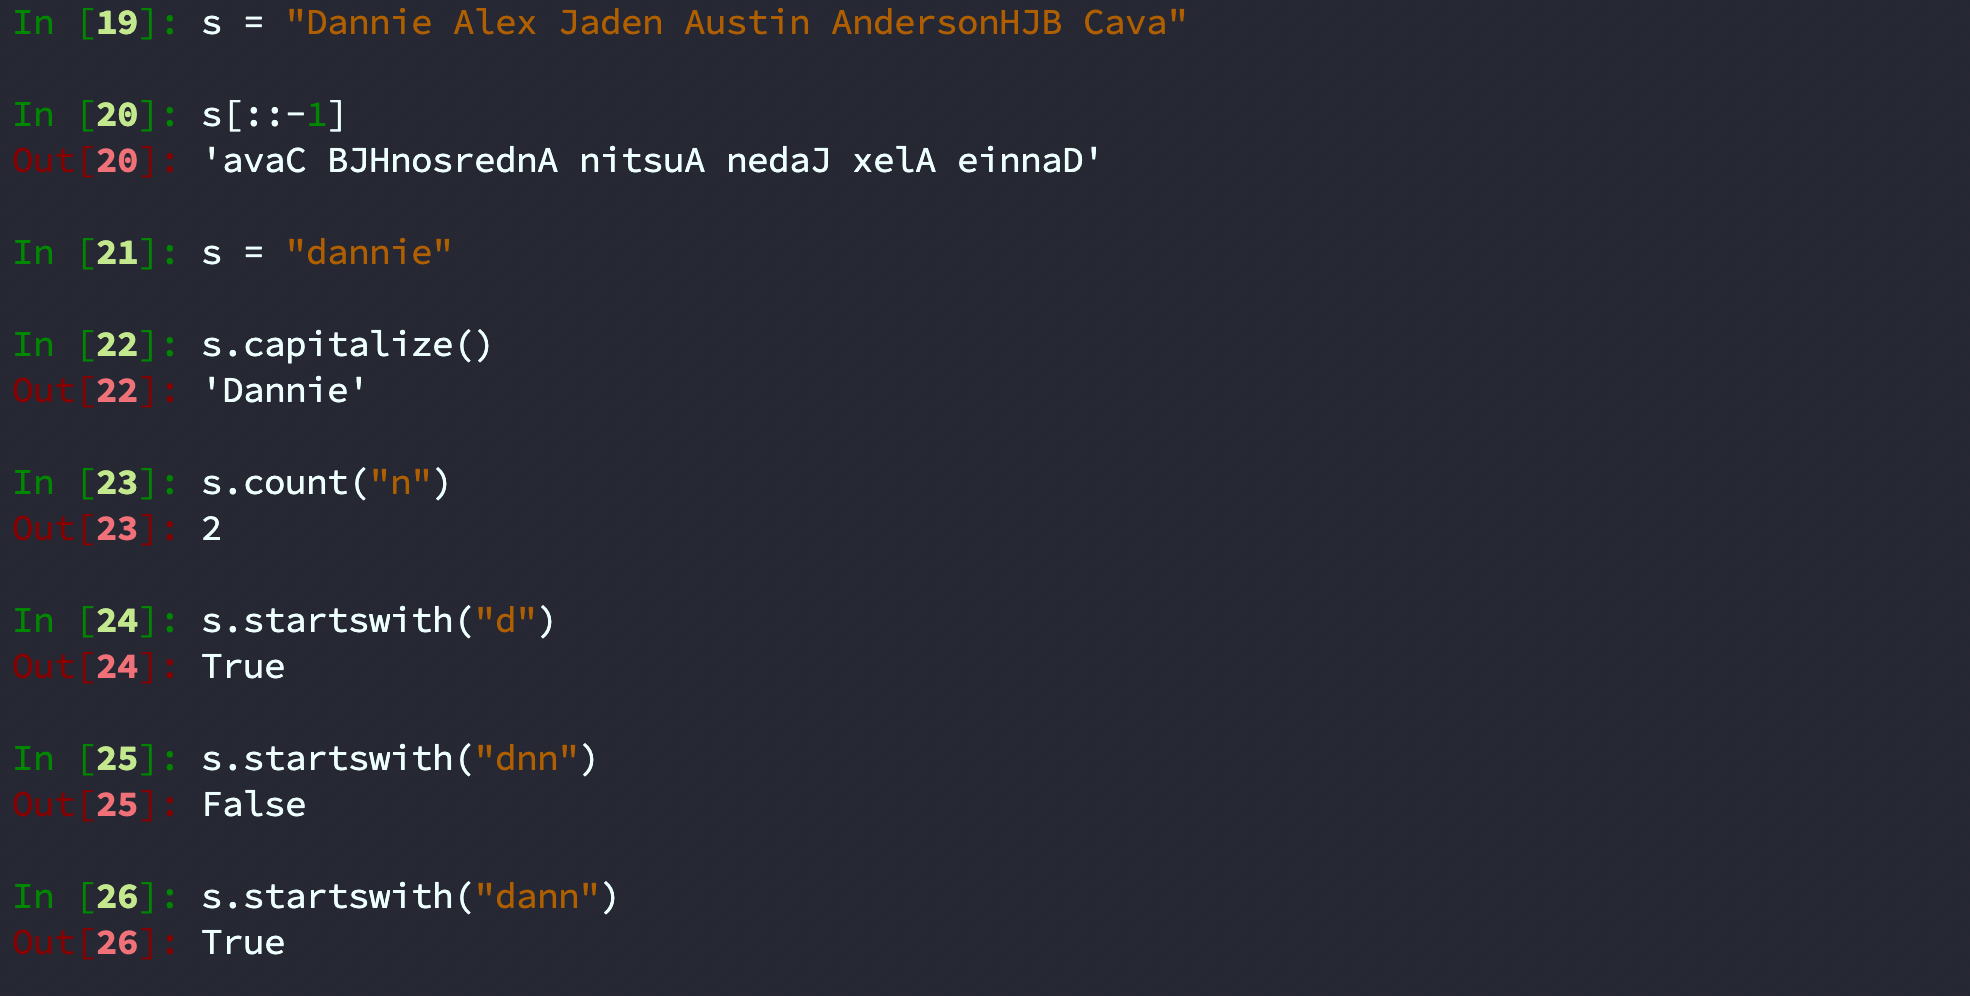 In [19]: s = "Dannie Alex Jaden Austin AndersonHJB Cava"
In [20]: s[::-1]
Out[20]: 'avaC BJHnosrednA nitsuA nedaJ xelA einnaD'
In [21]: s = "dannie"
In [22]: s.capitalize()
Out[22]: 'Dannie'
In [23]: s.count("n")
Out[23]: 2
In [24]: s.startswith("d")
Out[24]: True
In [25]: s.startswith("dnn")
Out[25]: False
In [26]: s.startswith("dann")
Out[26]: True